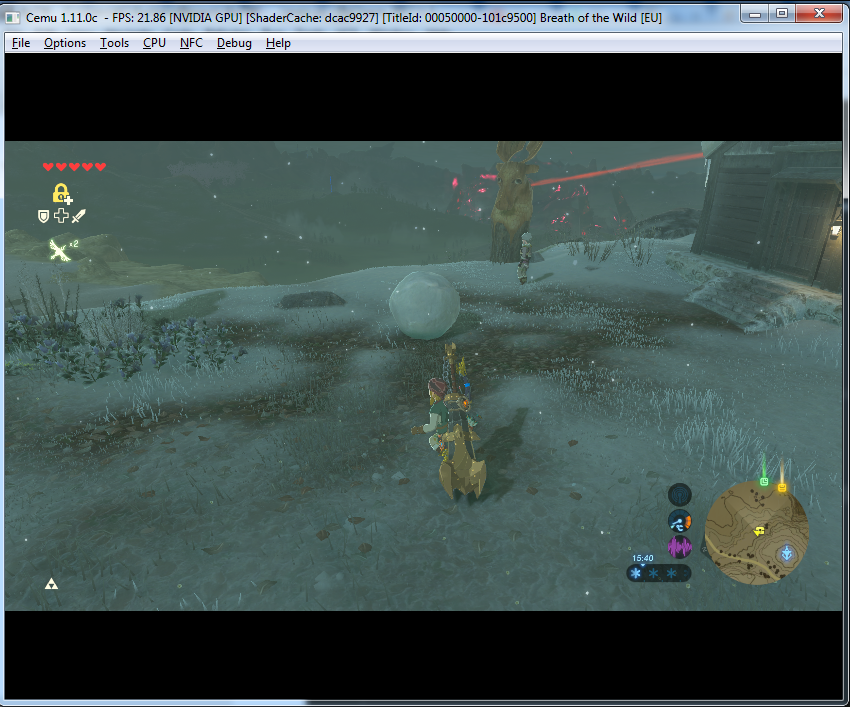 Cemu 1.11.0c - FPS: 21.86 [NVIDIA GPU] [ShaderCache: dcac9927] [TitleId: 00050000-101c9500] Breath of the Wild [EU]
File Options Tools CPU NFC Debug Help
×2
15:40